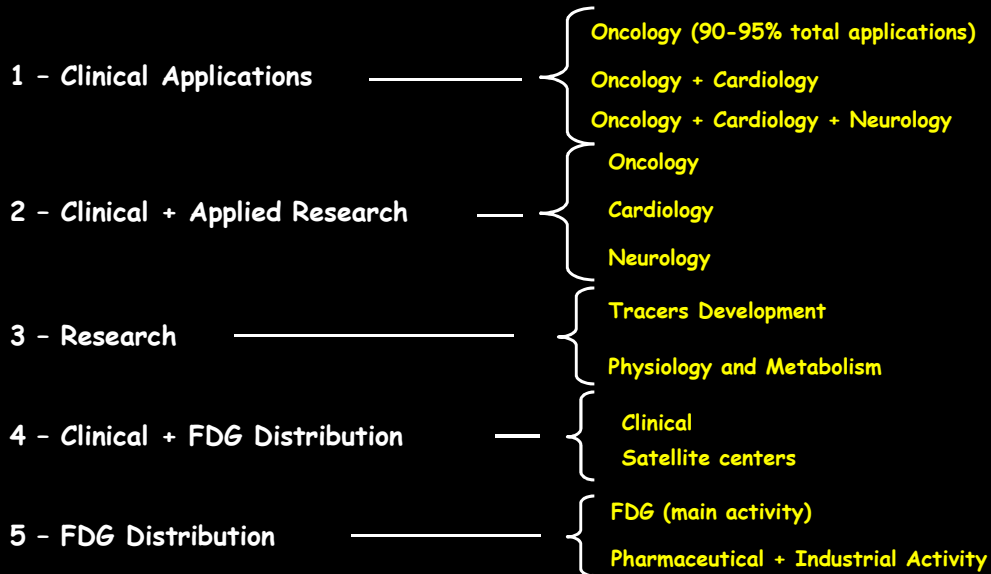 1 – Clinical Applications
Oncology (90-95% total applications)
Oncology + Cardiology
Oncology + Cardiology + Neurology
2 – Clinical + Applied Research
Oncology
Cardiology
Neurology
3 – Research
Tracers Development
Physiology and Metabolism
4 – Clinical + FDG Distribution
Clinical
Satellite centers
5 – FDG Distribution
FDG (main activity)
Pharmaceutical + Industrial Activity